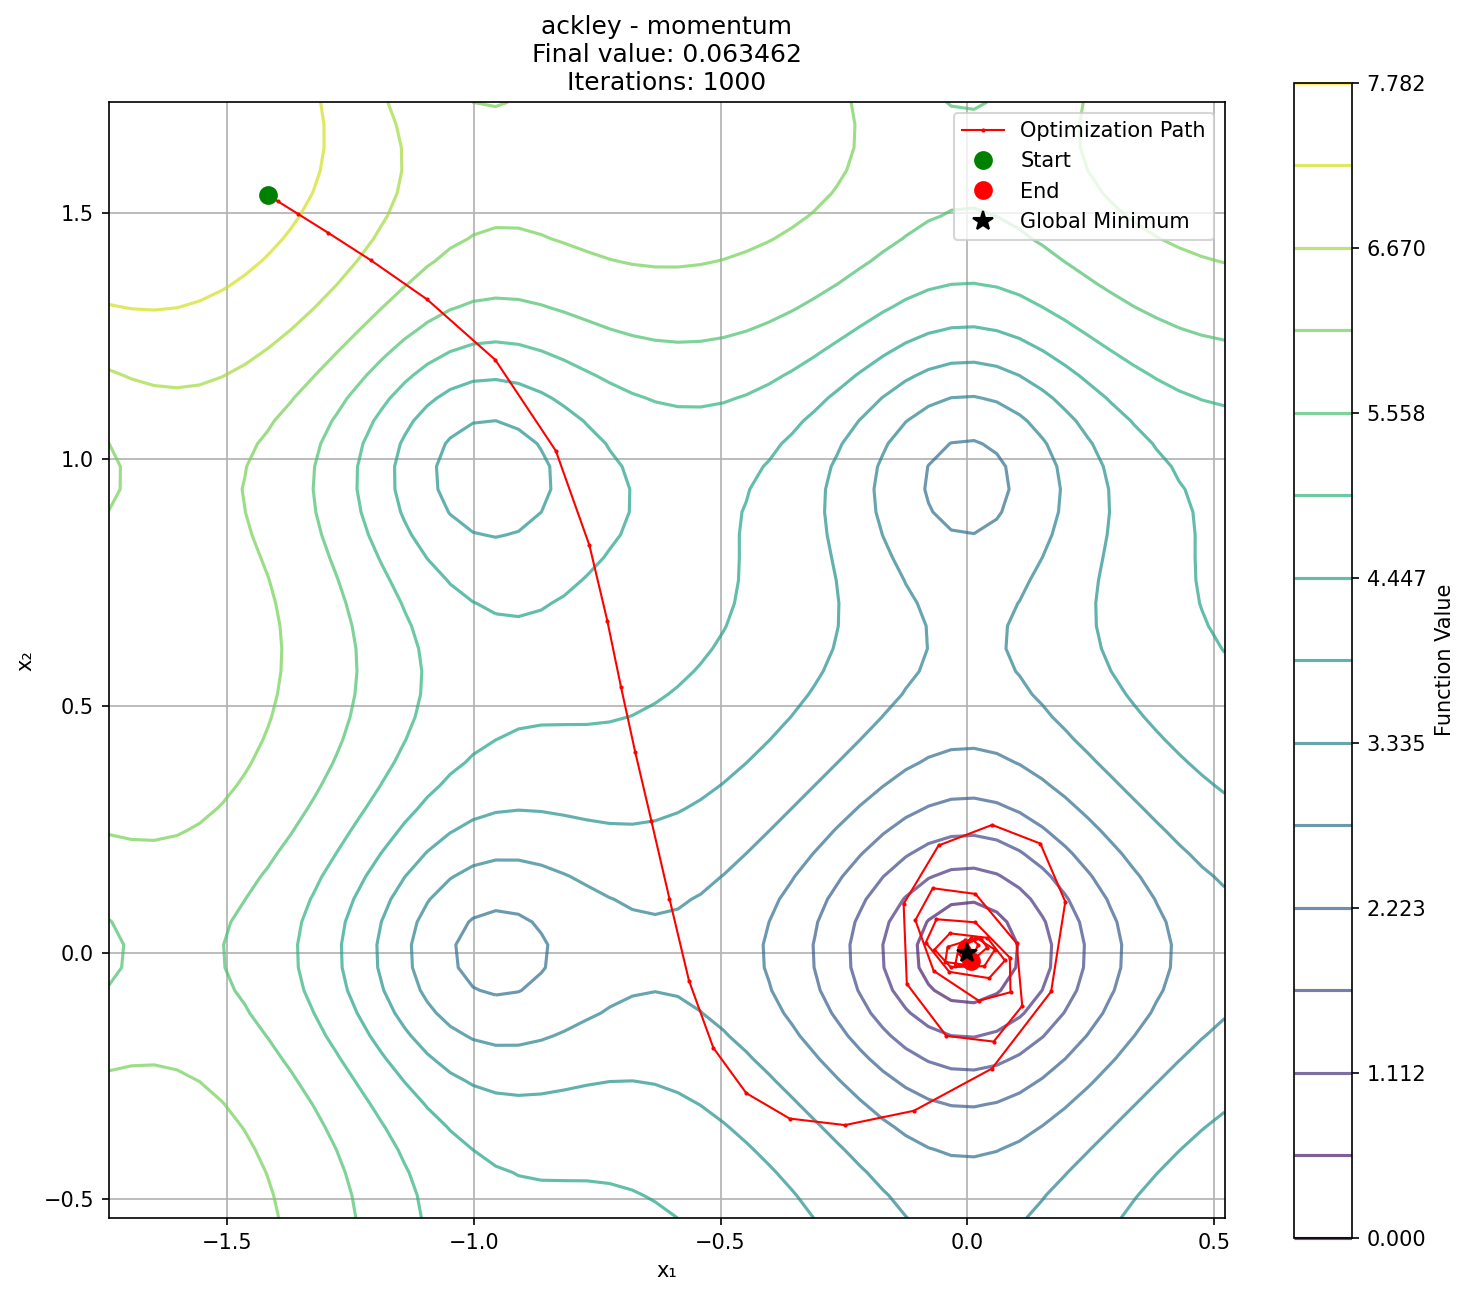 ackley - momentum
Final value: 0.063462
Iterations: 1000
Optimization Path
Start
End
Global Minimum
7.782
6.670
5.558
4.447
3.335
2.223
1.112
0.000
Function Value
1.5
1.0
0.5
0.0
−0.5
x₂
−1.5
−1.0
−0.5
0.0
0.5
x₁